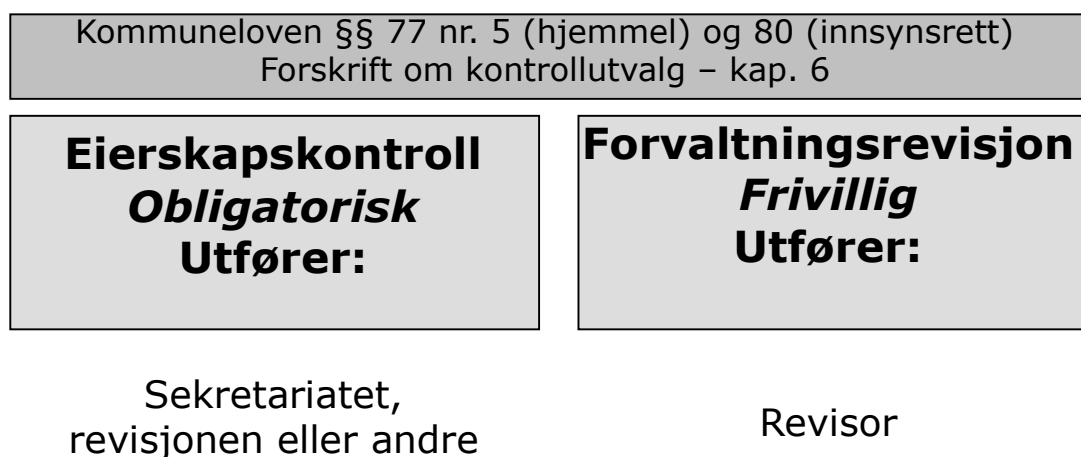 Kommuneloven §§ 77 nr. 5 (hjemmel) og 80 (innsynsrett)
Forskrift om kontrollutvalg – kap. 6
Eierskapskontroll
Obligatorisk
Utfører:
Forvaltningsrevisjon
Frivillig
Utfører:
Sekretariatet,
revisjonen eller andre
Revisor